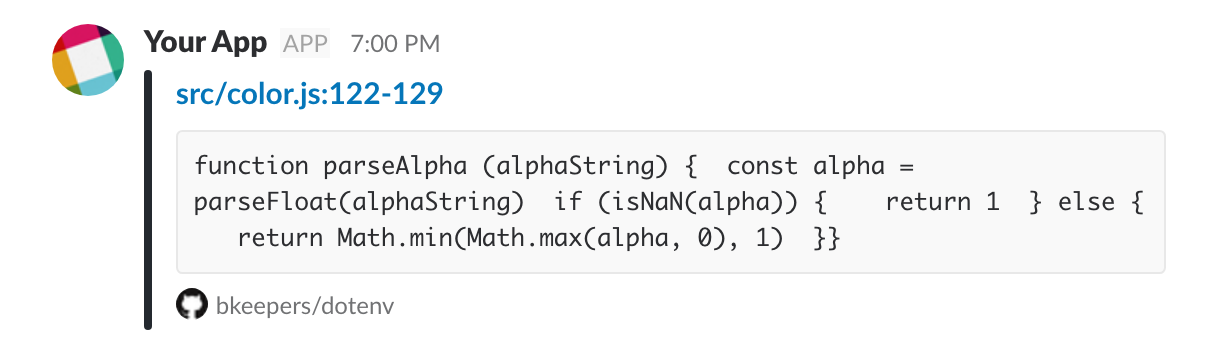 Your App APP 7:00 PM
src/color.js:122-129
function parseAlpha (alphaString) {  const alpha =
parseFloat(alphaString)  if (isNaN(alpha)) {    return 1  } else {
   return Math.min(Math.max(alpha, 0), 1)  }}
bkeepers/dotenv